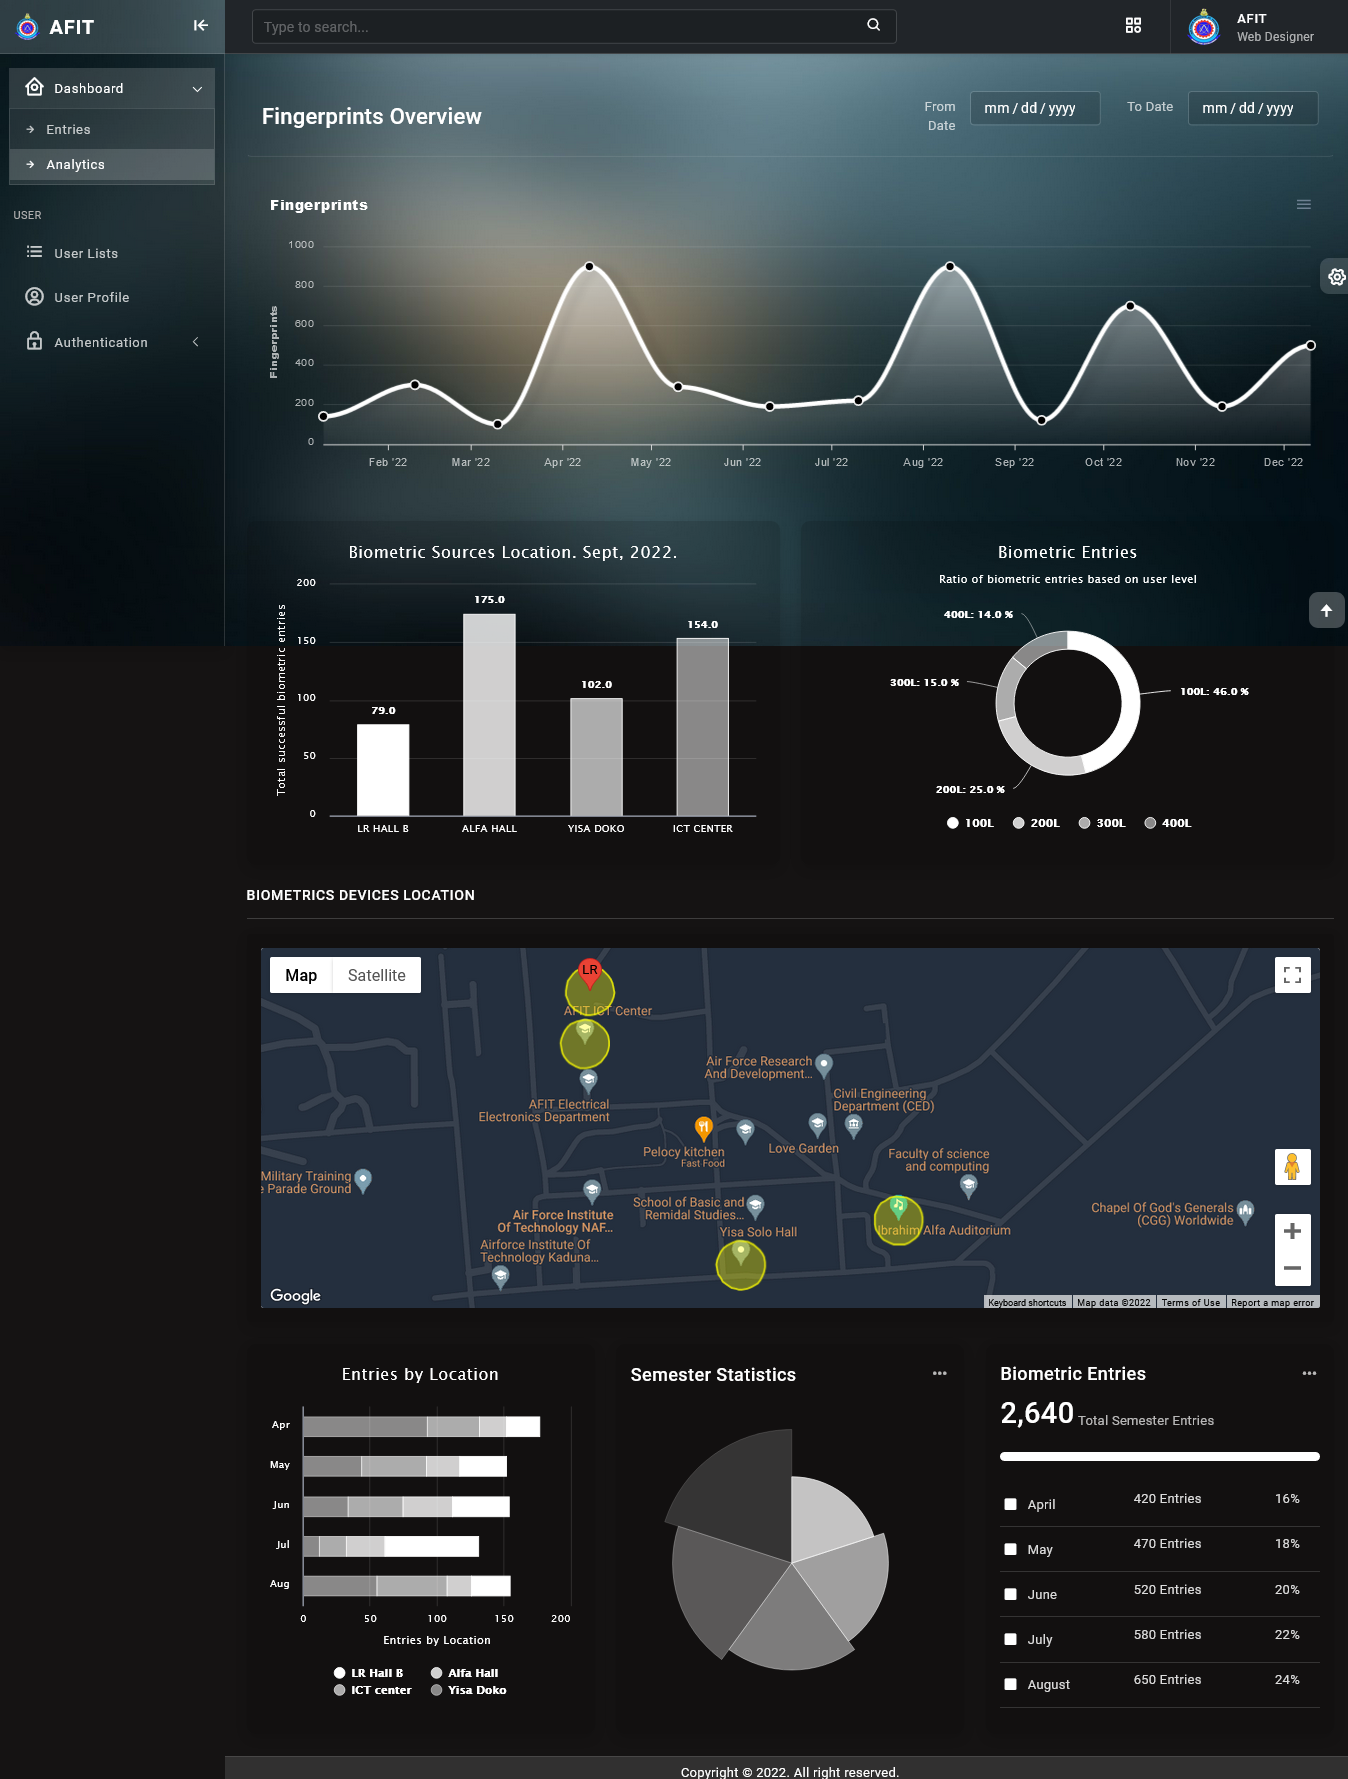 AFIT
Type to search...
AFIT
Web Designer
Dashboard
Entries
Analytics
USER
User Lists
User Profile
Authentication
Fingerprints Overview
From
Date
mm / dd / yyyy
To Date
mm / dd / yyyy
Fingerprints
Fingerprints
1000
800
600
400
200
0
Feb '22
Mar '22
Apr '22
May '22
Jun '22
Jul '22
Aug '22
Sep '22
Oct '22
Nov '22
Dec '22
Biometric Sources Location. Sept, 2022.
Total successful biometric entries
200
150
100
50
0
79.0
175.0
102.0
154.0
LR HALL B
ALFA HALL
YISA DOKO
ICT CENTER
Biometric Entries
Ratio of biometric entries based on user level
400L: 14.0 %
300L: 15.0 %
100L: 46.0 %
200L: 25.0 %
100L
200L
300L
400L
BIOMETRICS DEVICES LOCATION
Map
Satellite
LR
AFIT ICT Center
Air Force Research
And Development...
AFIT Electrical
Electronics Department
Civil Engineering
Department (CED)
Pelocy kitchen
Fast Food
Love Garden
Faculty of science
and computing
Military Training
e Parade Ground
Air Force Institute
Of Technology NAF...
School of Basic and
Remidal Studies...
Yisa Solo Hall
Ibrahim Alfa Auditorium
Chapel Of God's Generals
(CGG) Worldwide
Airforce Institute Of
Technology Kaduna...
Google
Keyboard shortcuts
Map data ©2022
Terms of Use
Report a map error
Entries by Location
Apr
May
Jun
Jul
Aug
0
50
100
150
200
Entries by Location
LR Hall B
Alfa Hall
ICT center
Yisa Doko
Semester Statistics
Biometric Entries
2,640 Total Semester Entries
April 420 Entries 16%
May 470 Entries 18%
June 520 Entries 20%
July 580 Entries 22%
August 650 Entries 24%
Copyright © 2022. All right reserved.